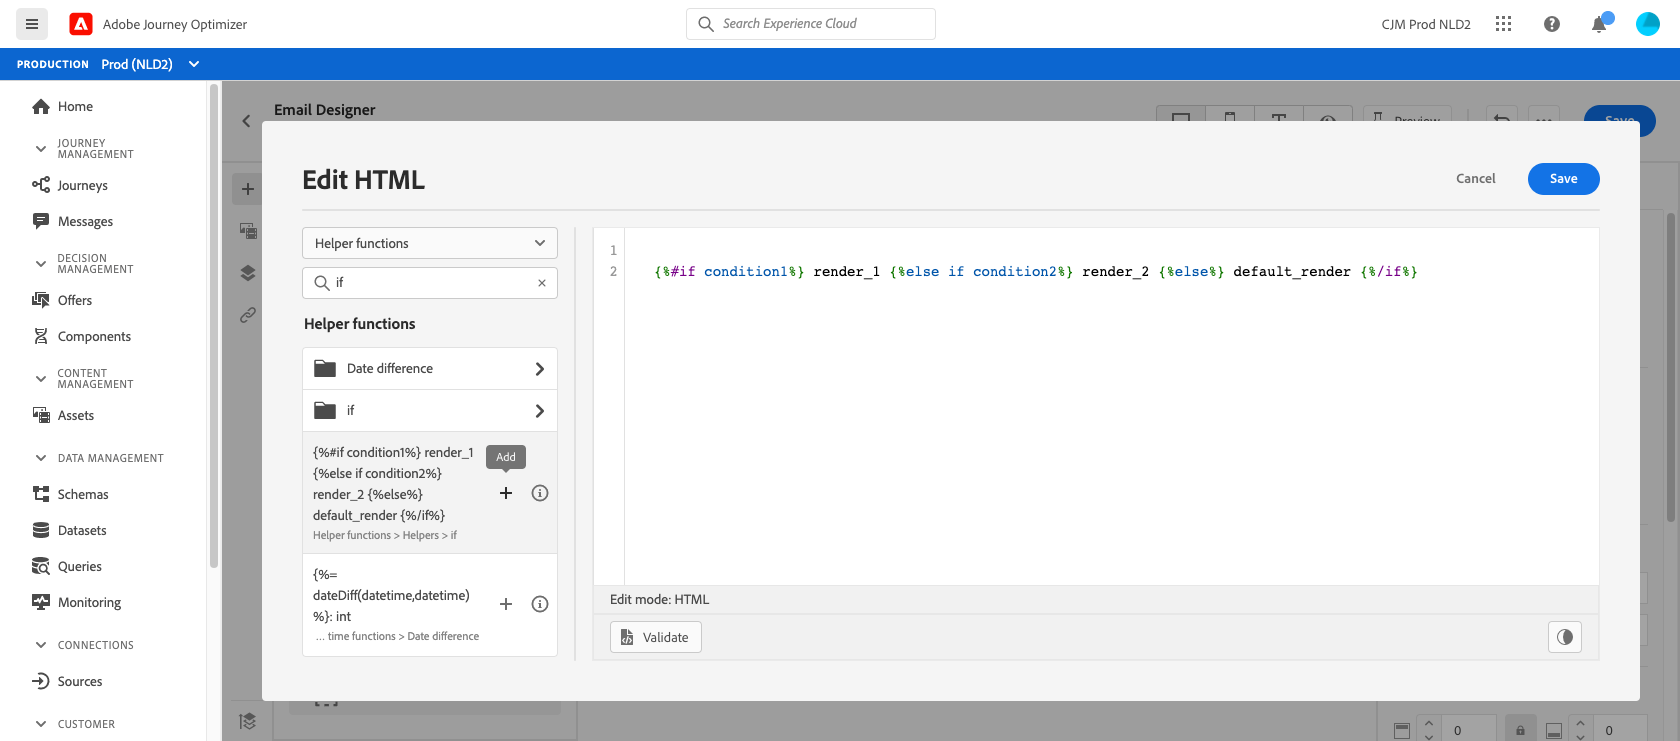 Adobe Journey Optimizer
Search Experience Cloud
CJM Prod NLD2
PRODUCTION Prod (NLD2)
Home
JOURNEY
MANAGEMENT
Journeys
Messages
DECISION
MANAGEMENT
Offers
Components
CONTENT
MANAGEMENT
Assets
DATA MANAGEMENT
Schemas
Datasets
Queries
Monitoring
CONNECTIONS
Sources
CUSTOMER
Email Designer
Preview
Save
Edit HTML
Cancel
Save
Helper functions
if
Helper functions
Date difference
if
{%#if condition1%} render_1
{%else if condition2%}
render_2 {%else%}
default_render {%/if%}
Helper functions > Helpers > if
Add
{%=
dateDiff(datetime,datetime)
%}: int
... time functions > Date difference
1
2 {%#if condition1%} render_1 {%else if condition2%} render_2 {%else%} default_render {%/if%}
Edit mode: HTML
Validate
0
0